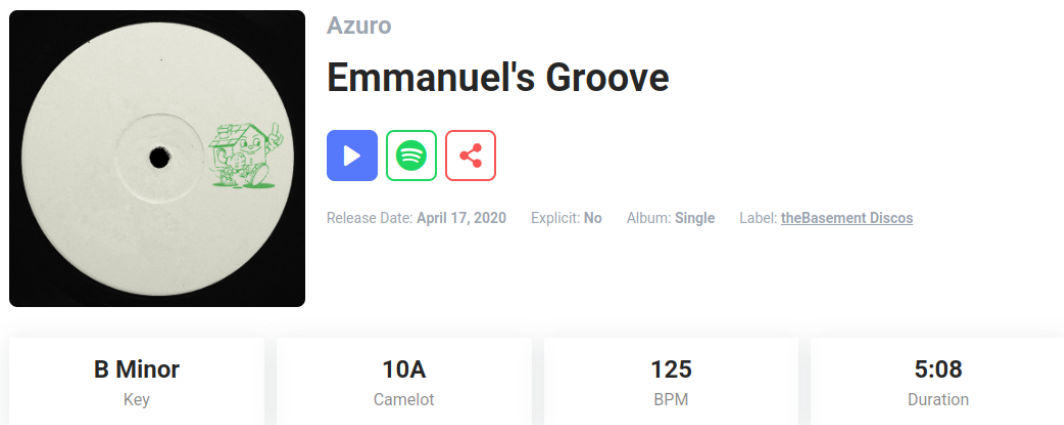 Azuro
Emmanuel's Groove
Release Date: April 17, 2020 Explicit: No Album: Single Label: theBasement Discos
B Minor 10A 125 5:08
Key Camelot BPM Duration